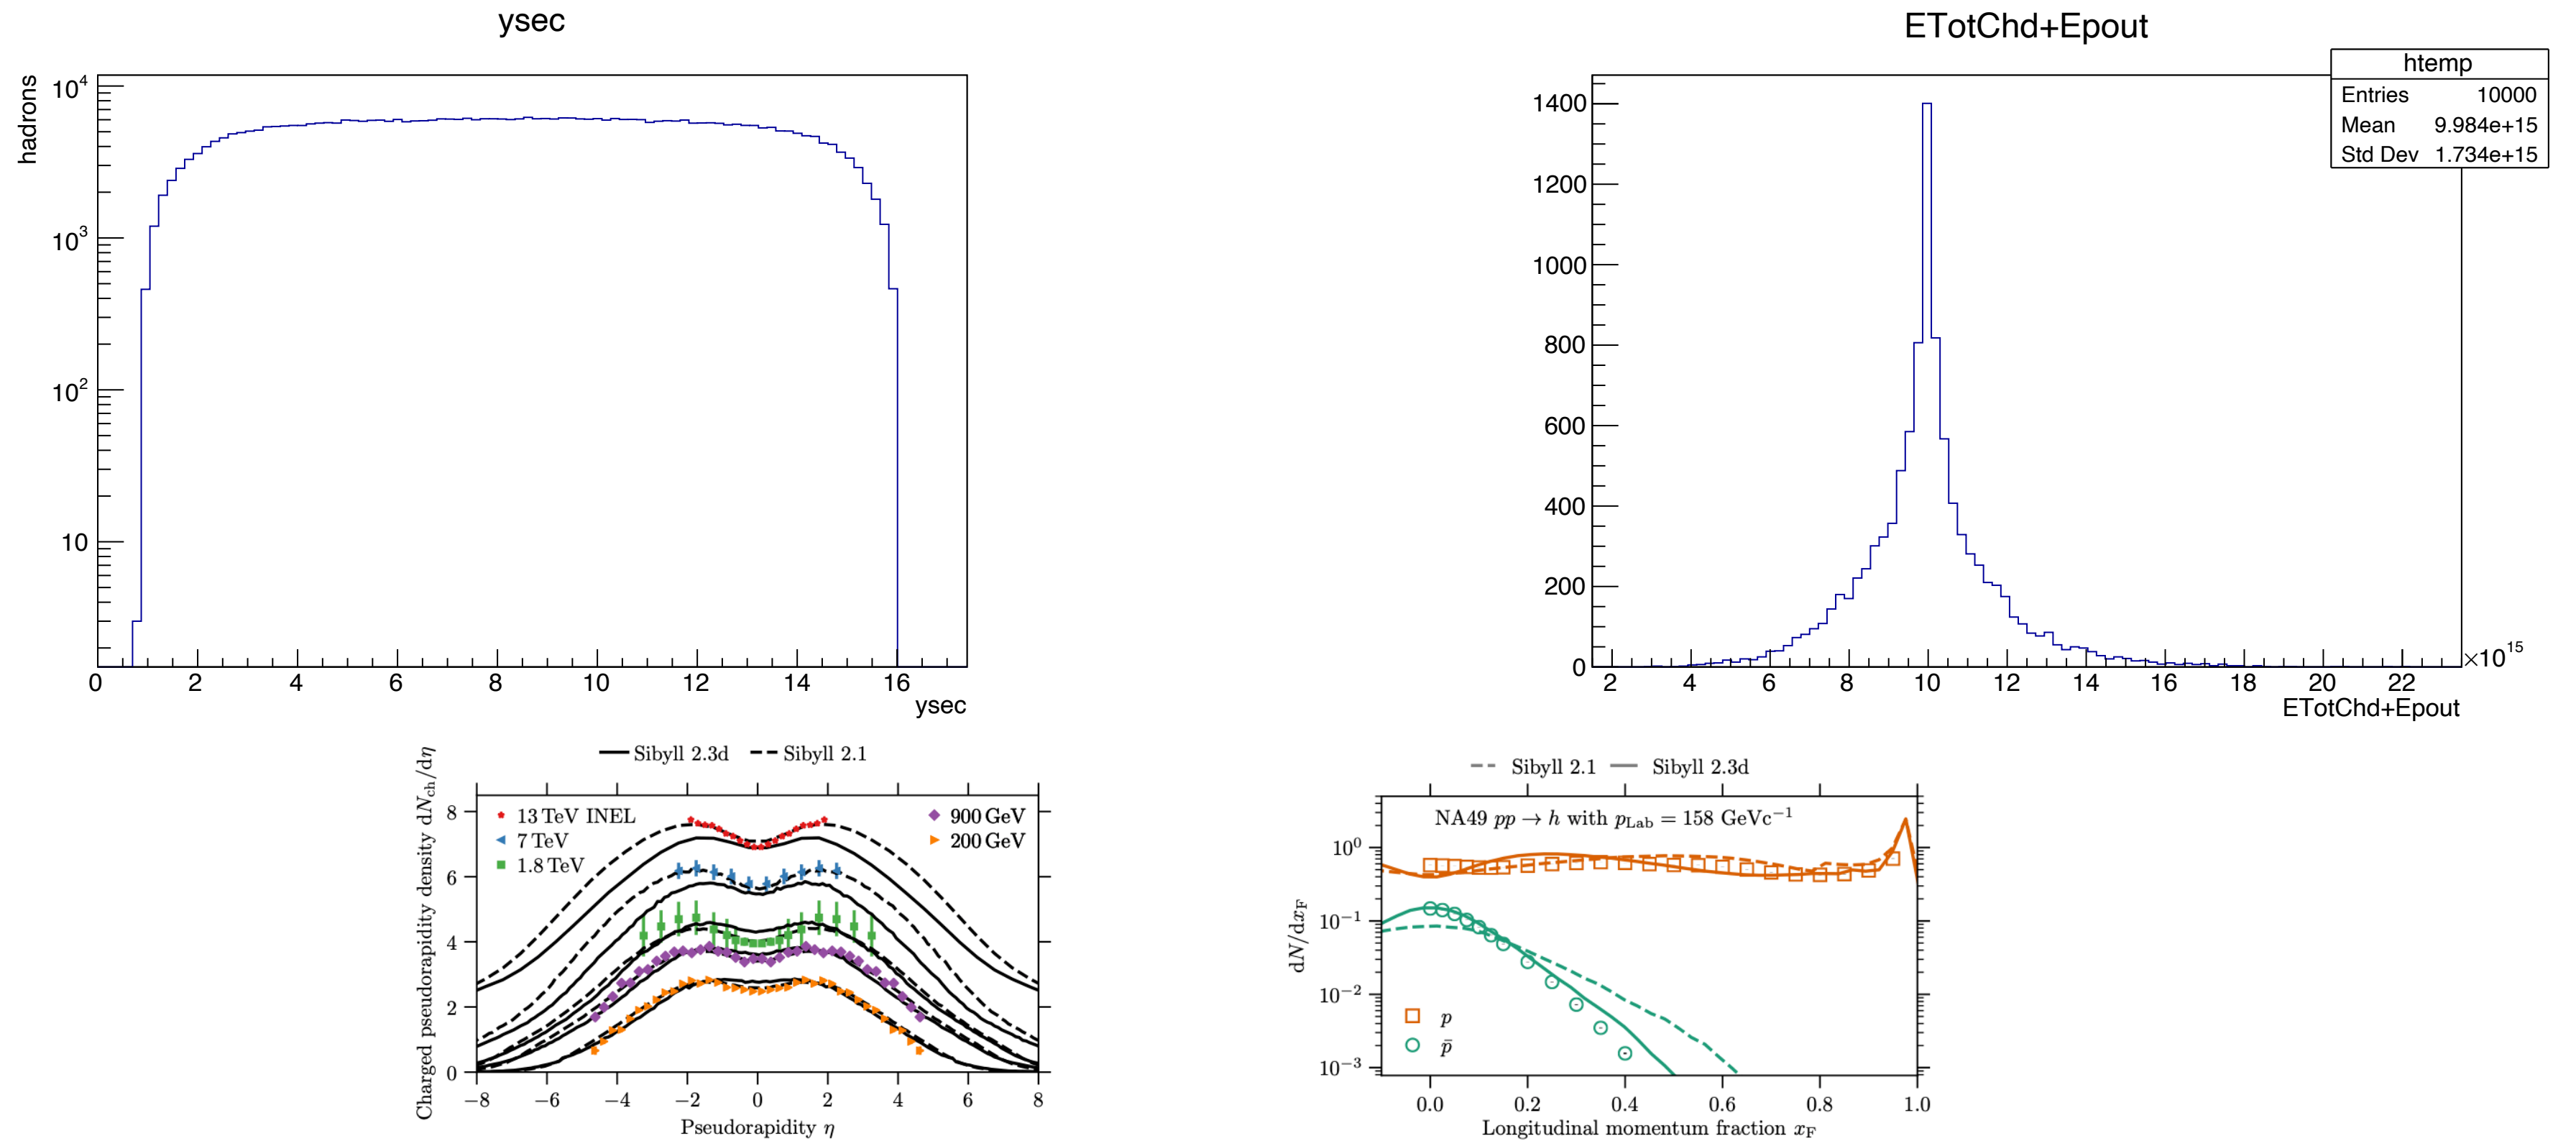 ysec
hadrons
10^4
10^3
10^2
10
0 2 4 6 8 10 12 14 16
ysec
ETotChd+Epout
htemp
Entries 10000
Mean 9.984e+15
Std Dev 1.734e+15
1400
1200
1000
800
600
400
200
0
2 4 6 8 10 12 14 16 18 20 22
×10^15
ETotChd+Epout
Sibyll 2.3d Sibyll 2.1
Charged pseudorapidity density dN_ch/dη
13 TeV INEL
7 TeV
1.8 TeV
900 GeV
200 GeV
8
6
4
2
0
−8 −6 −4 −2 0 2 4 6 8
Pseudorapidity η
Sibyll 2.1 Sibyll 2.3d
NA49 pp → h with p_Lab = 158 GeVc^−1
dN/dx_F
10^0
10^−1
10^−2
10^−3
p
p̄
0.0 0.2 0.4 0.6 0.8 1.0
Longitudinal momentum fraction x_F